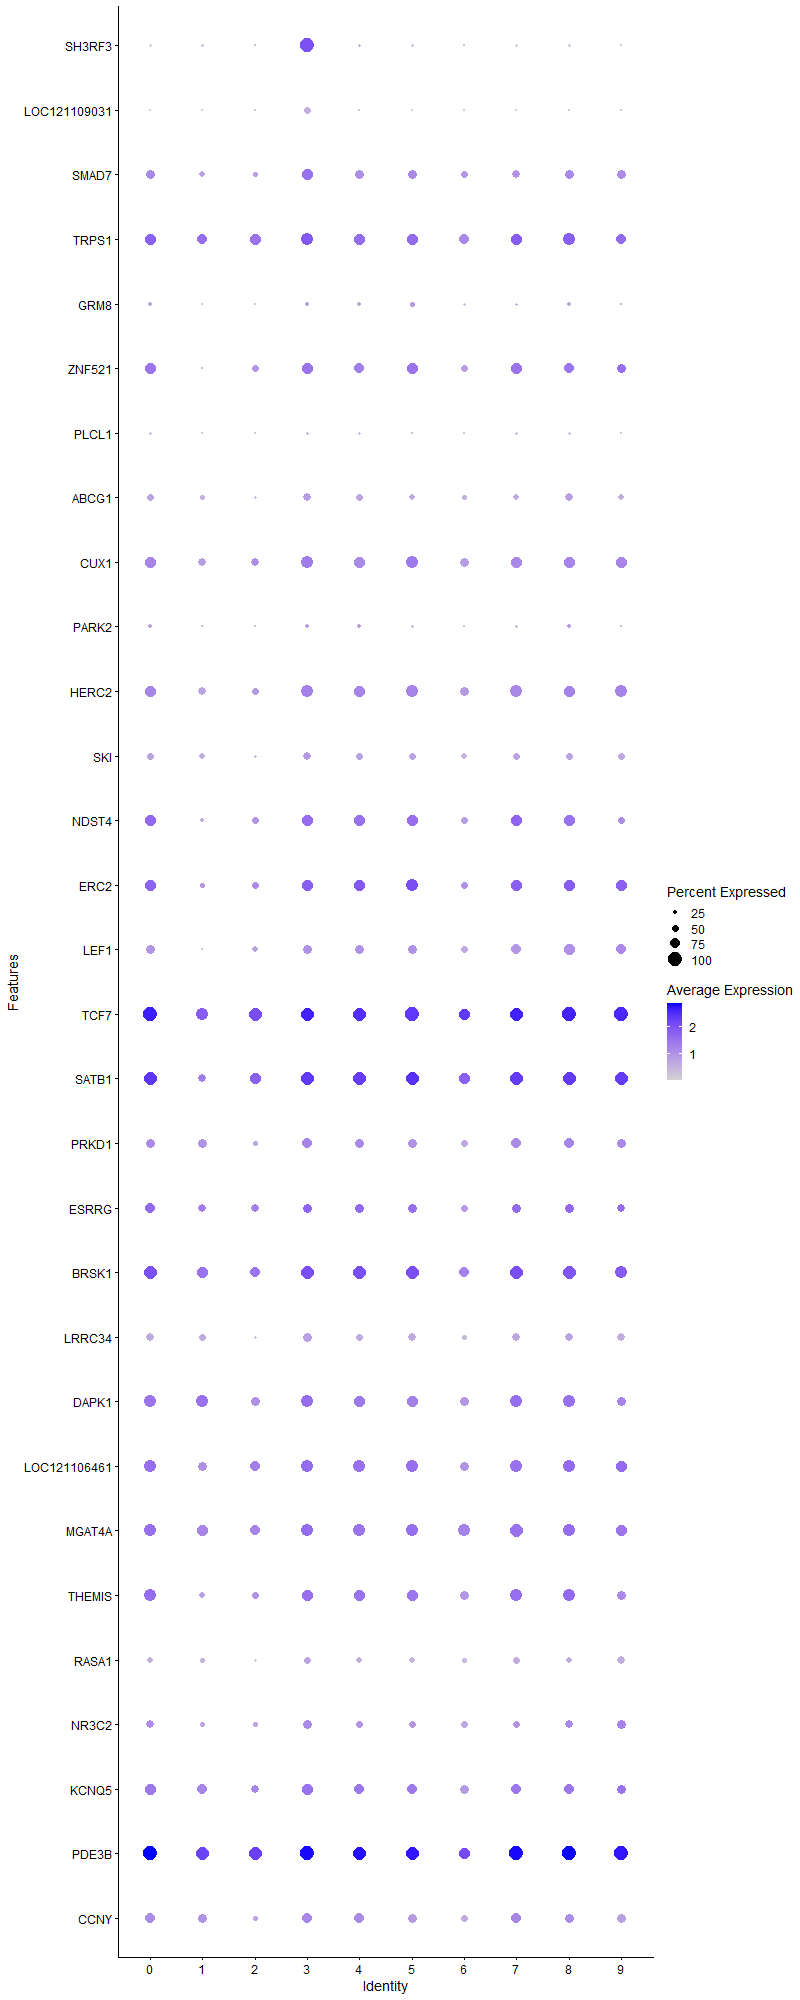 SH3RF3
LOC121109031
SMAD7
TRPS1
GRM8
ZNF521
PLCL1
ABCG1
CUX1
PARK2
HERC2
SKI
NDST4
ERC2
LEF1
TCF7
SATB1
PRKD1
ESRRG
BRSK1
LRRC34
DAPK1
LOC121106461
MGAT4A
THEMIS
RASA1
NR3C2
KCNQ5
PDE3B
CCNY
Features
0 1 2 3 4 5 6 7 8 9
Identity
Percent Expressed
25
50
75
100
Average Expression
2
1